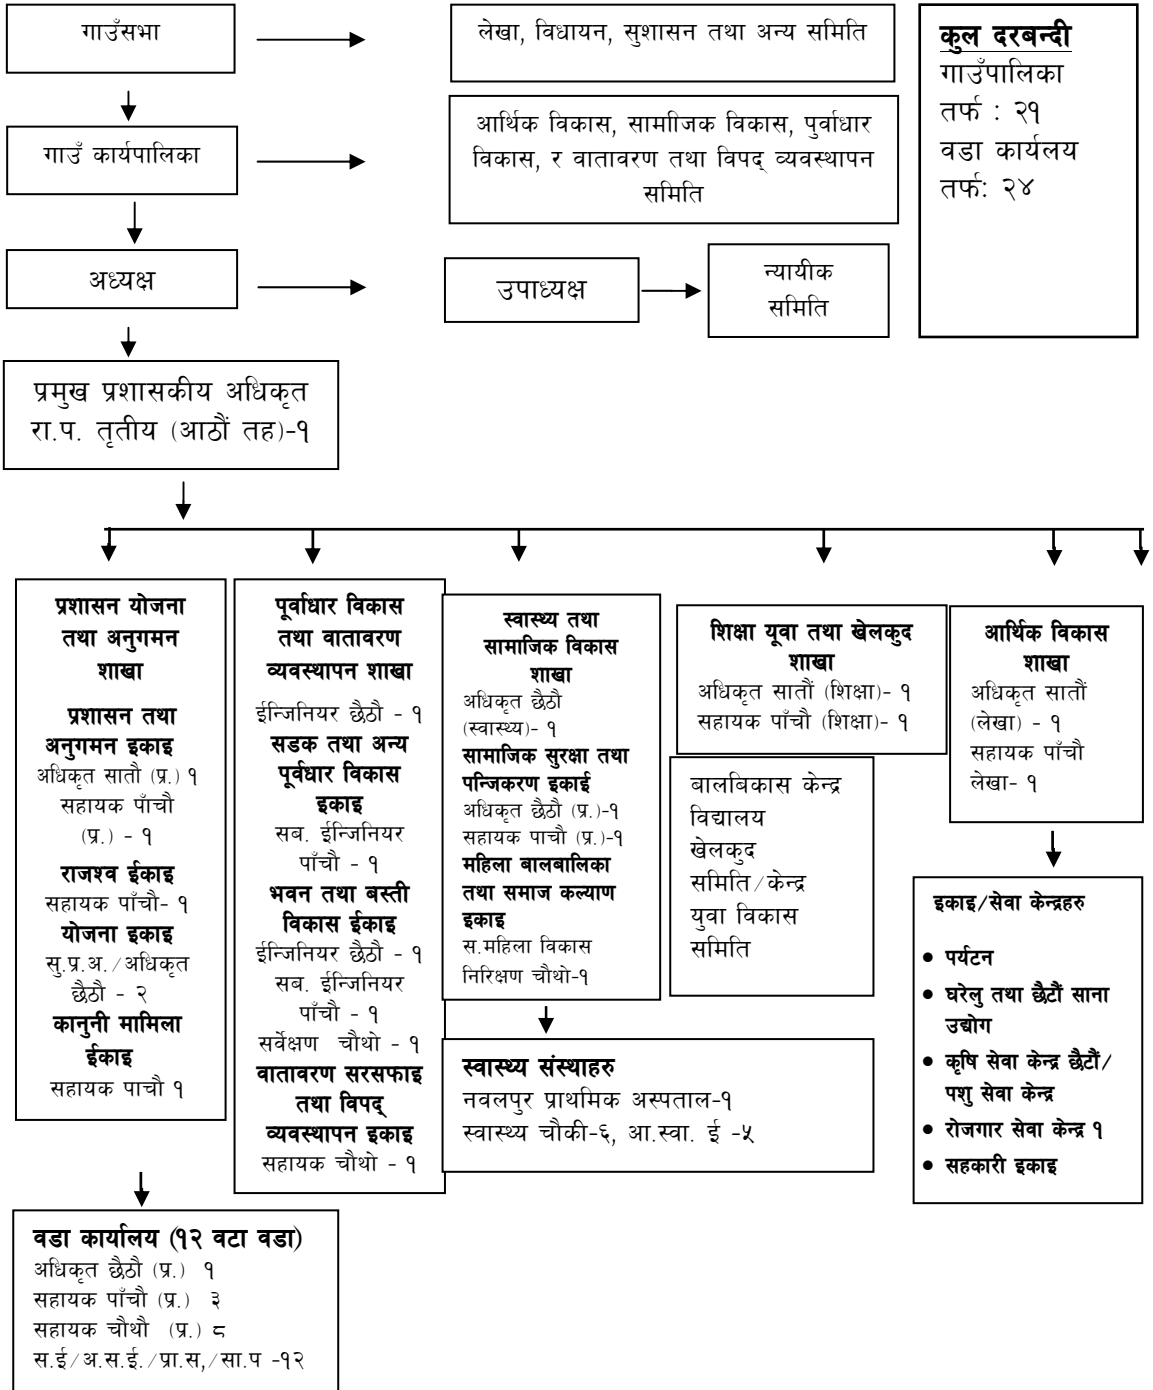 गाउँसभा
लेखा, विधायन, सुशासन तथा अन्य समिति
कुल दरबन्दी
गाउँपालिका
तर्फ : २१
वडा कार्यलय
तर्फः २४
गाउँ कार्यपालिका
आर्थिक विकास, सामाजिक विकास, पुर्वाधार
विकास, र वातावरण तथा विपद् व्यवस्थापन
समिति
अध्यक्ष
उपाध्यक्ष
न्यायीक
समिति
प्रमुख प्रशासकीय अधिकृत
रा.प. तृतीय (आठौं तह)-१
प्रशासन योजना
तथा अनुगमन
शाखा
प्रशासन तथा
अनुगमन इकाइ
अधिकृत सातौ (प्र.) १
सहायक पाँचौ
(प्र.) - १
राजश्व ईकाइ
सहायक पाँचौ- १
योजना इकाइ
सु.प्र.अ./अधिकृत
छैठौ - २
कानुनी मामिला
ईकाइ
सहायक पाचौ १
पूर्वाधार विकास
तथा वातावरण
व्यवस्थापन शाखा
ईन्जिनियर छैठौ - १
सडक तथा अन्य
पूर्वधार विकास
इकाइ
सब. ईन्जिनियर
पाँचौ - १
भवन तथा बस्ती
विकास ईकाइ
ईन्जिनियर छैठौ - १
सब. ईन्जिनियर
पाँचौ - १
सर्वेक्षण चौथो - १
वातावरण सरसफाइ
तथा विपद्
व्यवस्थापन इकाइ
सहायक चौथो - १
स्वास्थ्य तथा
सामाजिक विकास
शाखा
अधिकृत छैठौ
(स्वास्थ्य)- १
सामाजिक सुरक्षा तथा
पन्जिकरण इकाई
अधिकृत छैठौ (प्र.)-१
सहायक पाचौ (प्र.)-१
महिला बालबालिका
तथा समाज कल्याण
इकाइ
स.महिला विकास
निरिक्षण चौथो-१
शिक्षा यूवा तथा खेलकुद
शाखा
अधिकृत सातौं (शिक्षा)- १
सहायक पाँचौ (शिक्षा)- १
बालबिकास केन्द्र
विद्यालय
खेलकुद
समिति/केन्द्र
युवा विकास
समिति
आर्थिक विकास
शाखा
अधिकृत सातौं
(लेखा) - १
सहायक पाँचौ
लेखा- १
इकाइ/सेवा केन्द्रहरु
• पर्यटन
• घरेलु तथा छैटौं साना
उद्योग
• कृषि सेवा केन्द्र छैटौं/
पशु सेवा केन्द्र
• रोजगार सेवा केन्द्र १
• सहकारी इकाइ
स्वास्थ्य संस्थाहरु
नवलपुर प्राथमिक अस्पताल-१
स्वास्थ्य चौकी-६, आ.स्वा. ई -५
वडा कार्यालय (१२ वटा वडा)
अधिकृत छैठौ (प्र.) १
सहायक पाँचौ (प्र.) ३
सहायक चौथौ (प्र.) ८
स.ई/अ.स.ई./प्रा.स,/सा.प -१२